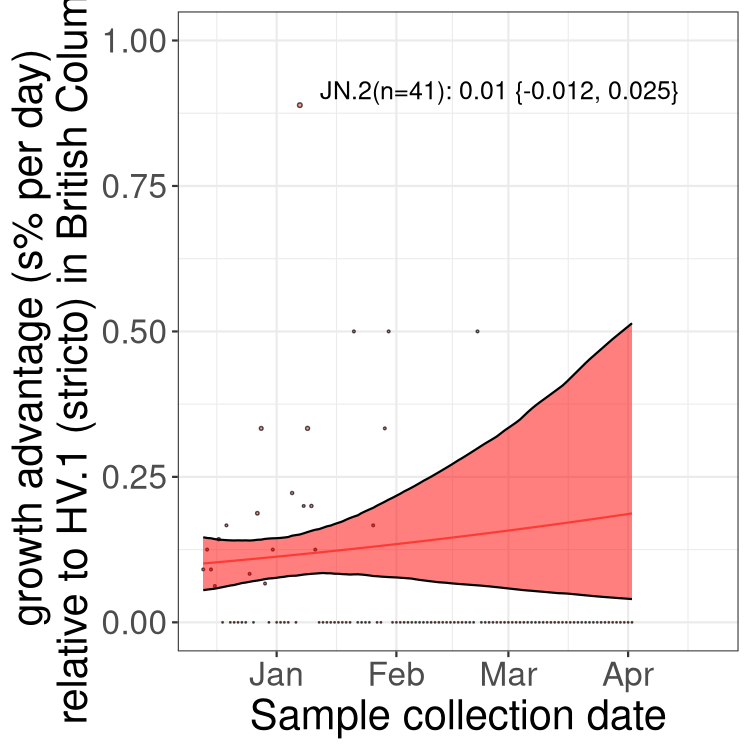 growth advantage (s% per day)
relative to HV.1 (stricto) in British Colum
1.00
0.75
0.50
0.25
0.00
JN.2(n=41): 0.01 {-0.012, 0.025}
Jan Feb Mar Apr
Sample collection date